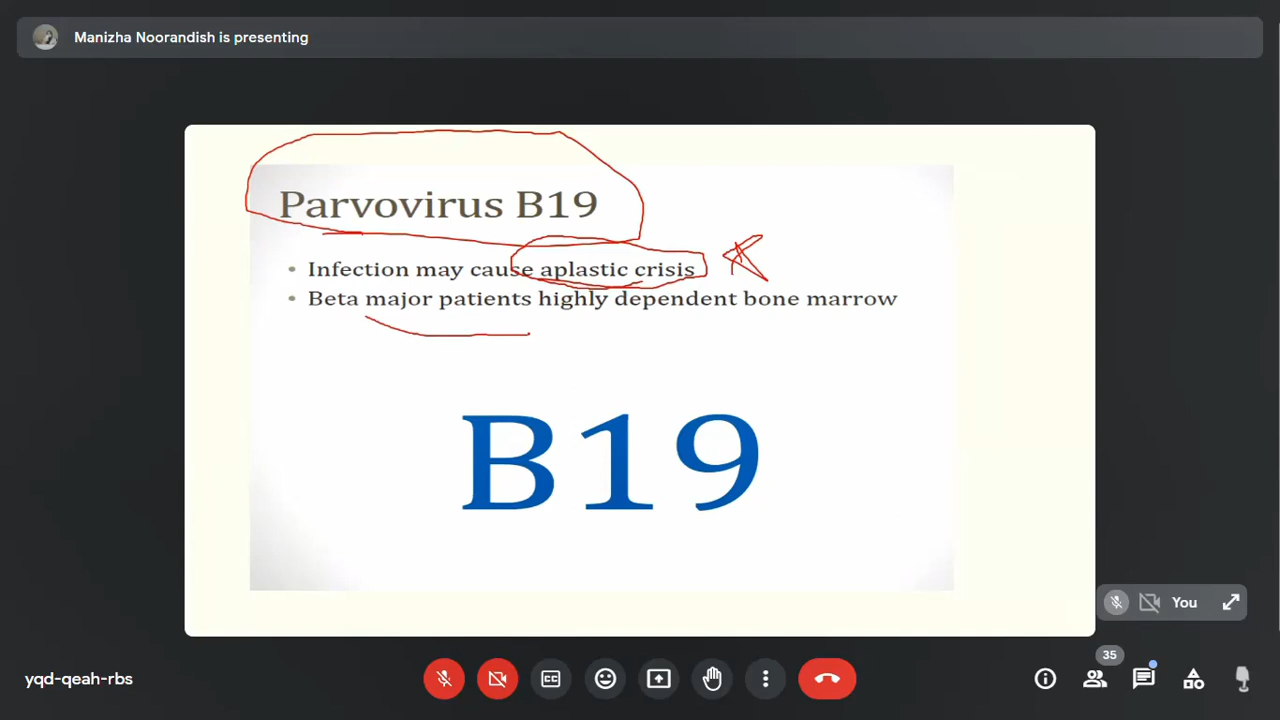 Manizha Noorandish is presenting
Parvovirus B19
• Infection may cause aplastic crisis
• Beta major patients highly dependent bone marrow
B19
You
35
yqd-qeah-rbs
CC